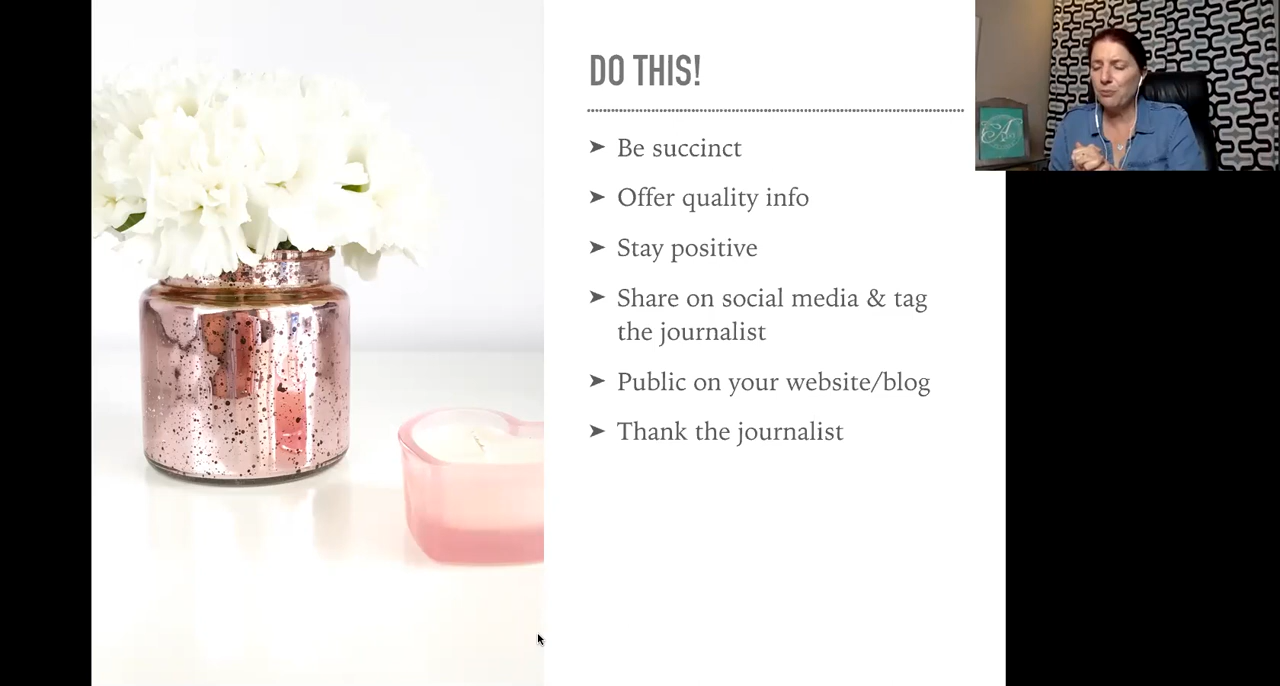 DO THIS!
➤ Be succinct
➤ Offer quality info
➤ Stay positive
➤ Share on social media & tag
the journalist
➤ Public on your website/blog
➤ Thank the journalist